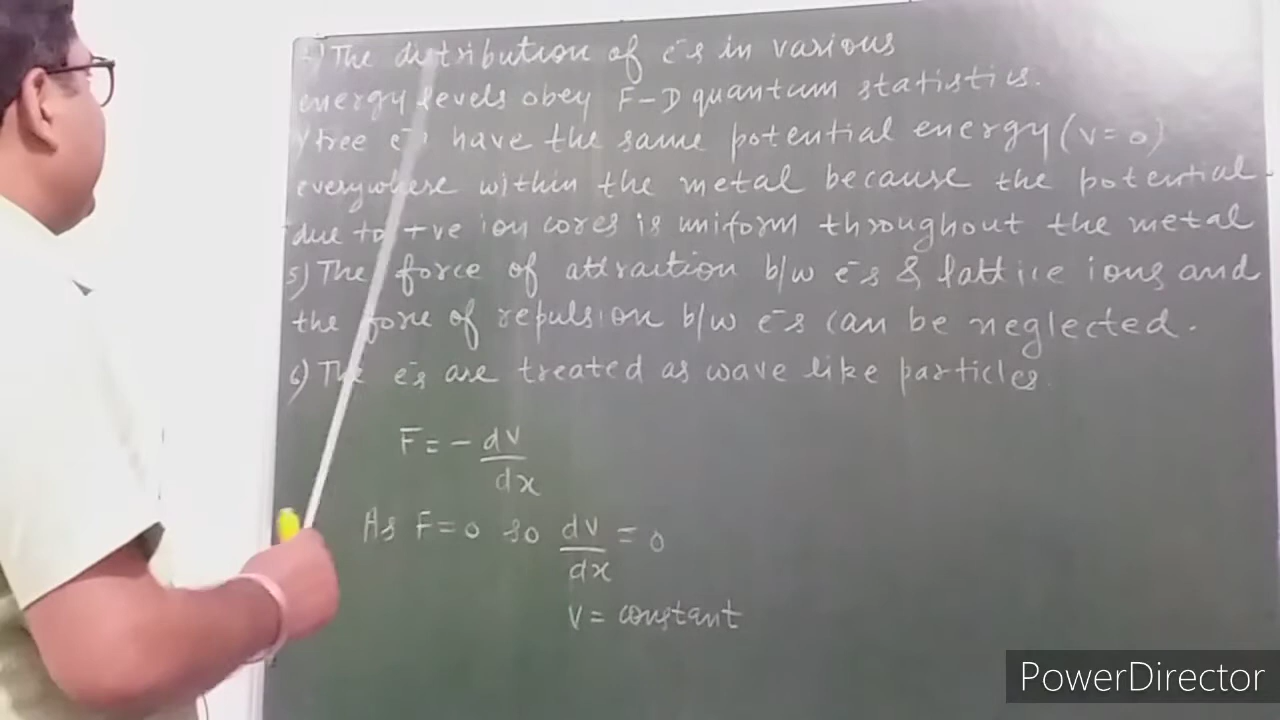 The distribution of e⁻s in various
energy levels obey F-D quantum statistics.
) free e⁻s have the same potential energy (V=0)
everywhere within the metal because the potential
due to +ve ion cores is uniform throughout the metal
5) The force of attraction b/w e⁻s & lattice ions and
the force of repulsion b/w e⁻s can be neglected.
6) The e⁻s are treated as wave like particles.
F = - dV/dx
As F=0 so dV/dx = 0
V = constant
PowerDirector